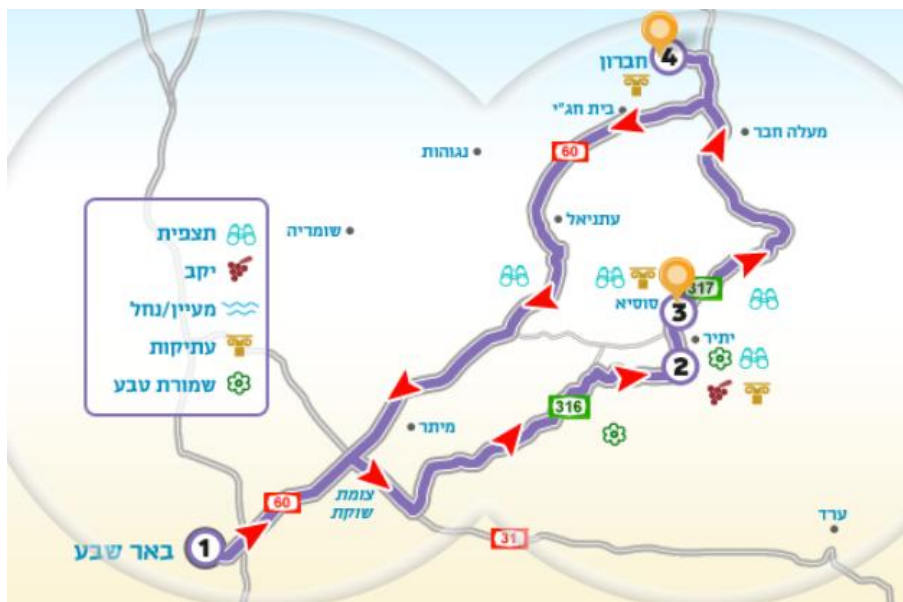 4
חברון
בית חג"י
מעלה חבר
60
נגוהות
עתניאל
שומריה
תצפית
יקב
מעיין/נחל
עתיקות
שמורת טבע
317
3
סוסיא
יתיר
2
316
מיתר
צומת
שוקת
60
1
באר שבע
31
ערד